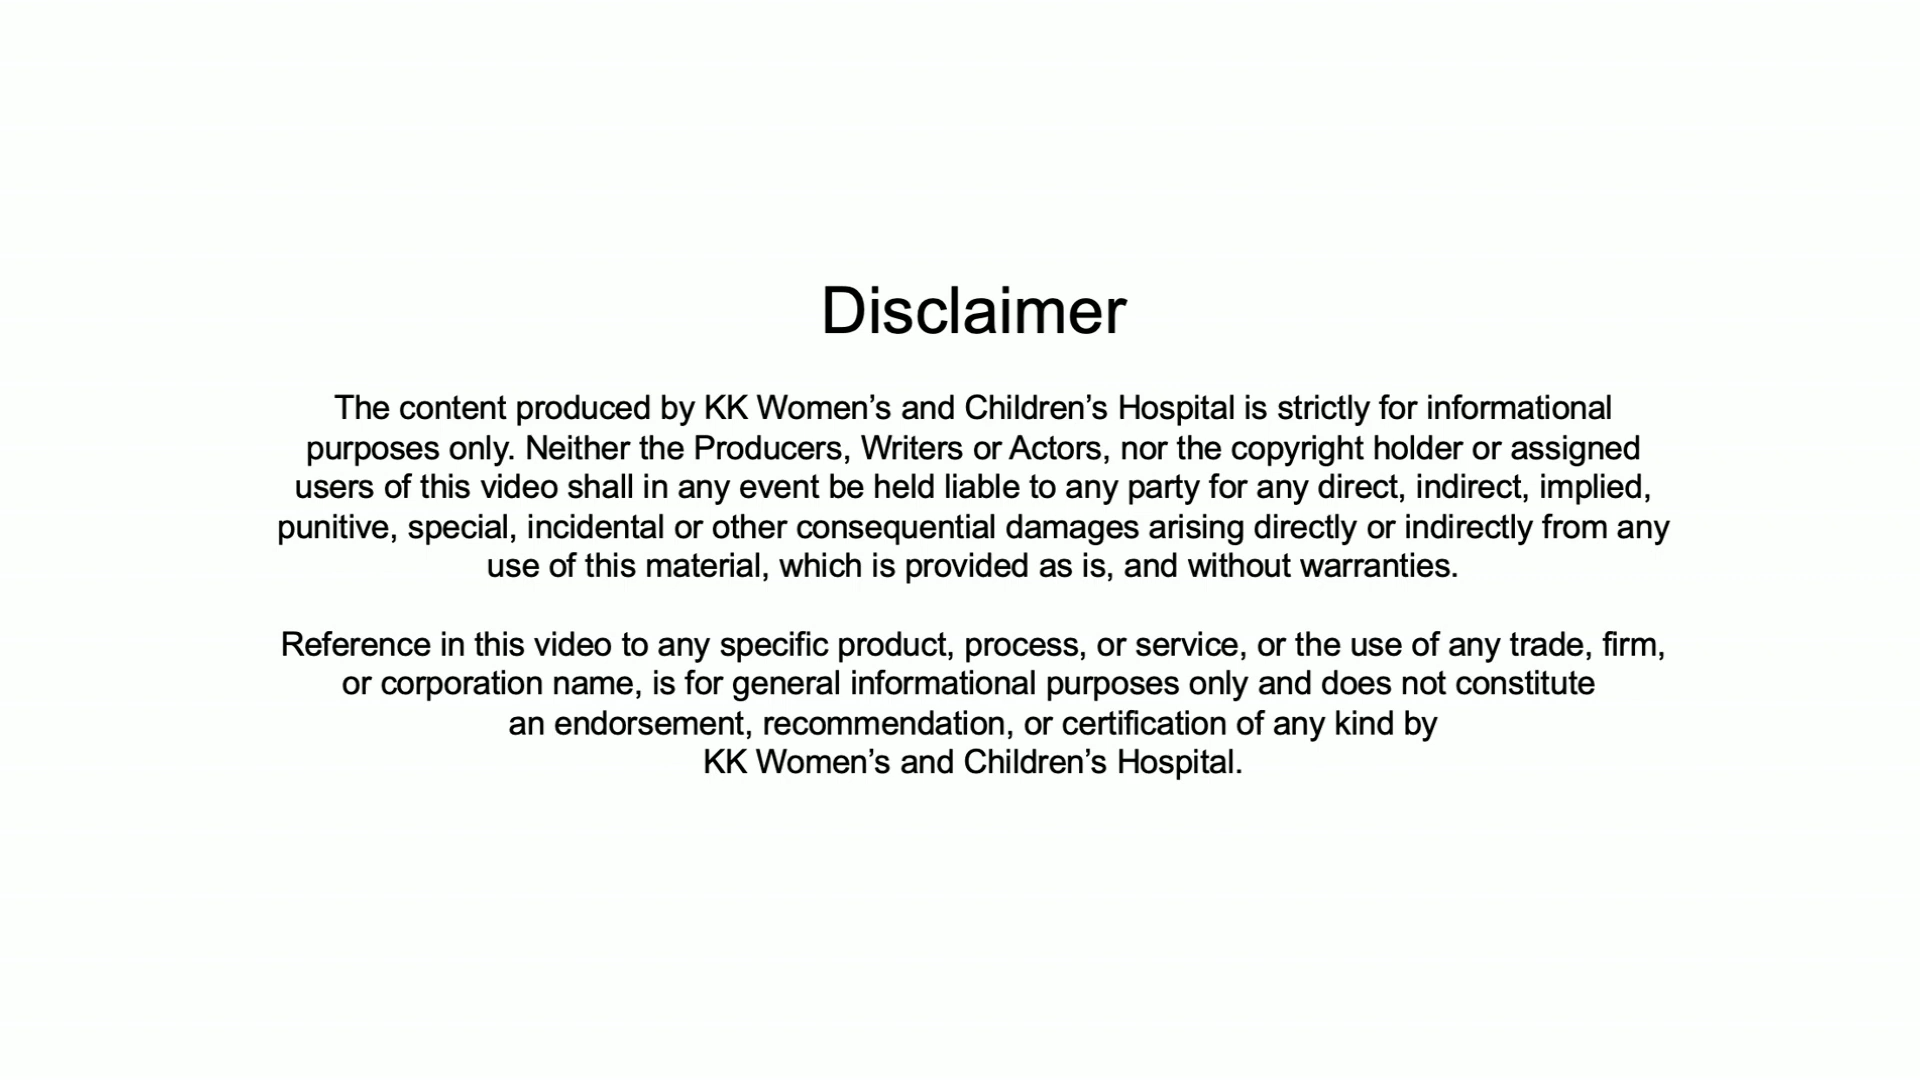 Disclaimer
The content produced by KK Women’s and Children’s Hospital is strictly for informational
purposes only. Neither the Producers, Writers or Actors, nor the copyright holder or assigned
users of this video shall in any event be held liable to any party for any direct, indirect, implied,
punitive, special, incidental or other consequential damages arising directly or indirectly from any
use of this material, which is provided as is, and without warranties.
Reference in this video to any specific product, process, or service, or the use of any trade, firm,
or corporation name, is for general informational purposes only and does not constitute
an endorsement, recommendation, or certification of any kind by
KK Women’s and Children’s Hospital.